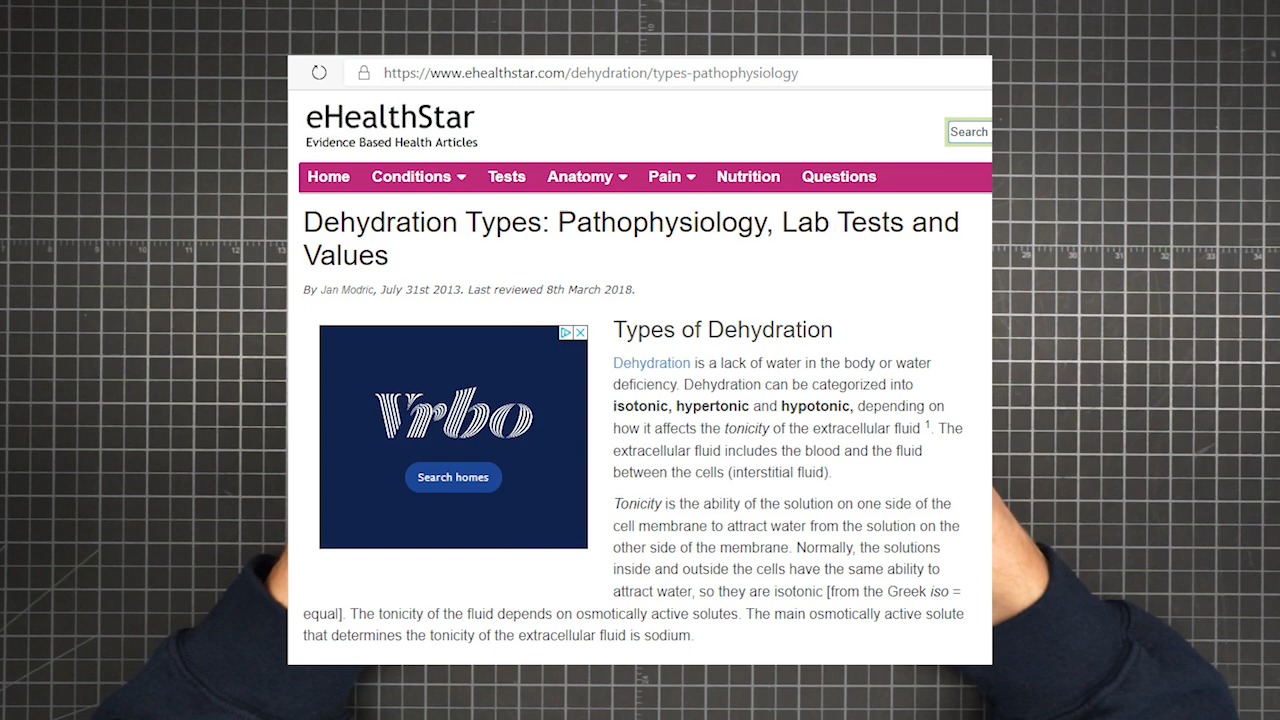 https://www.ehealthstar.com/dehydration/types-pathophysiology
eHealthStar
Evidence Based Health Articles
Search
Home Conditions Tests Anatomy Pain Nutrition Questions
Dehydration Types: Pathophysiology, Lab Tests and
Values
By Jan Modric, July 31st 2013. Last reviewed 8th March 2018.
Vrbo
Search homes
Types of Dehydration
Dehydration is a lack of water in the body or water
deficiency. Dehydration can be categorized into
isotonic, hypertonic and hypotonic, depending on
how it affects the tonicity of the extracellular fluid 1. The
extracellular fluid includes the blood and the fluid
between the cells (interstitial fluid).
Tonicity is the ability of the solution on one side of the
cell membrane to attract water from the solution on the
other side of the membrane. Normally, the solutions
inside and outside the cells have the same ability to
attract water, so they are isotonic [from the Greek iso =
equal]. The tonicity of the fluid depends on osmotically active solutes. The main osmotically active solute
that determines the tonicity of the extracellular fluid is sodium.